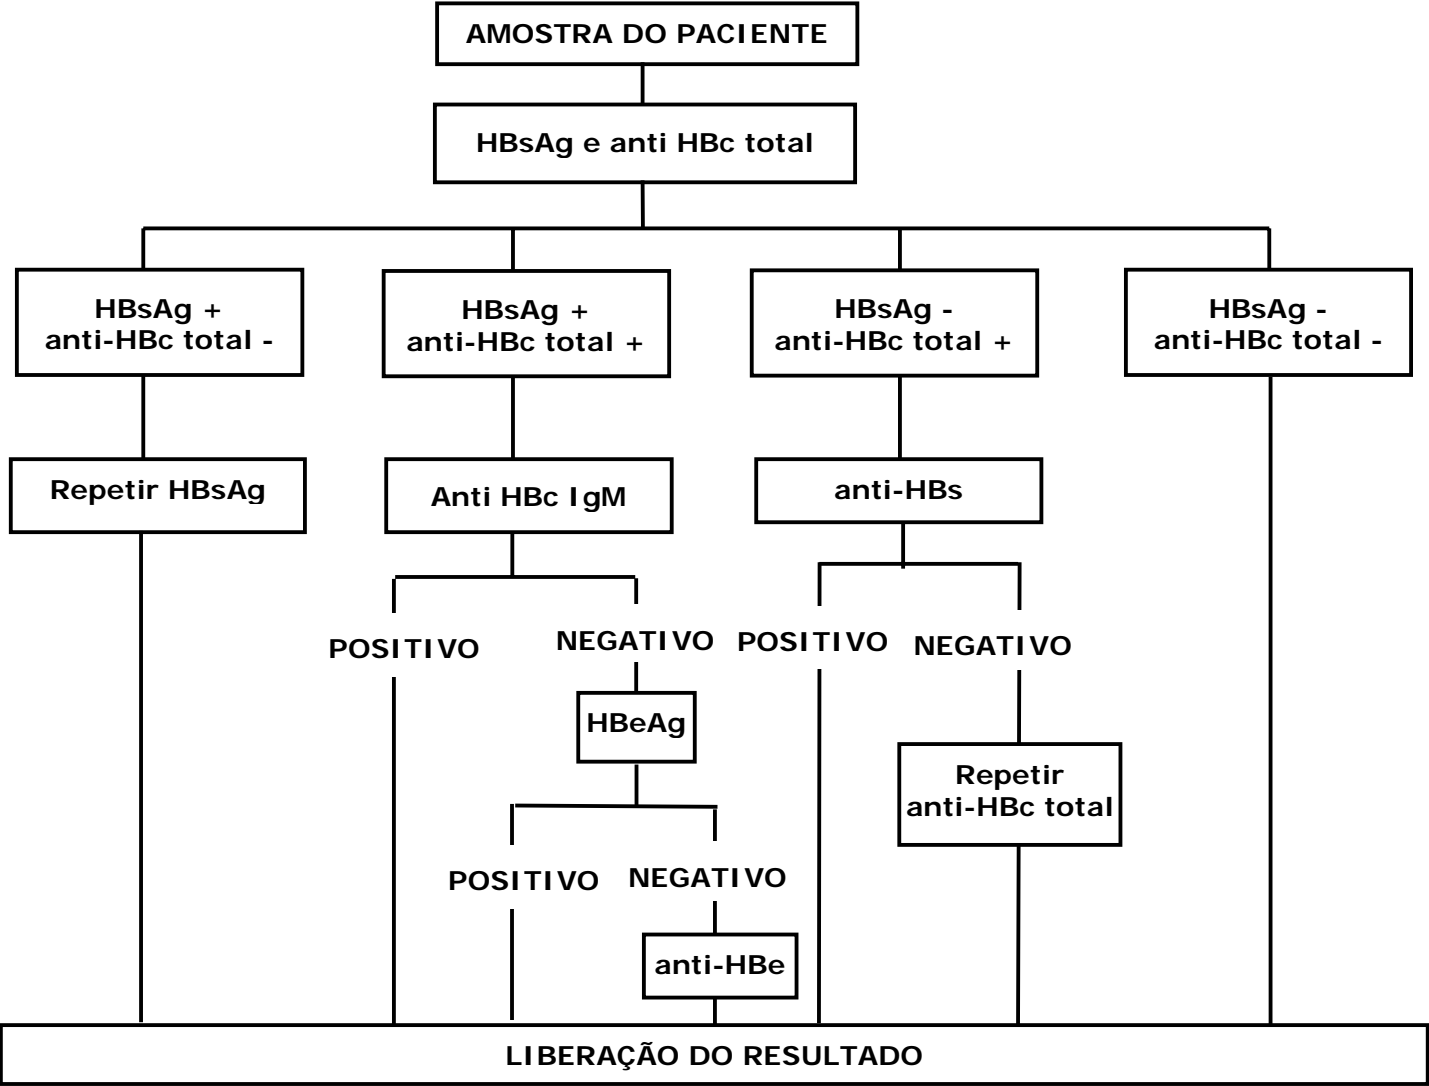 AMOSTRA DO PACIENTE
HBsAg e anti HBc total
HBsAg +
anti-HBc total -
HBsAg +
anti-HBc total +
HBsAg -
anti-HBc total +
HBsAg -
anti-HBc total -
Repetir HBsAg
Anti HBc IgM
anti-HBs
POSITIVO
NEGATIVO
POSITIVO
NEGATIVO
HBeAg
Repetir
anti-HBc total
POSITIVO
NEGATIVO
anti-HBe
LIBERAÇÃO DO RESULTADO